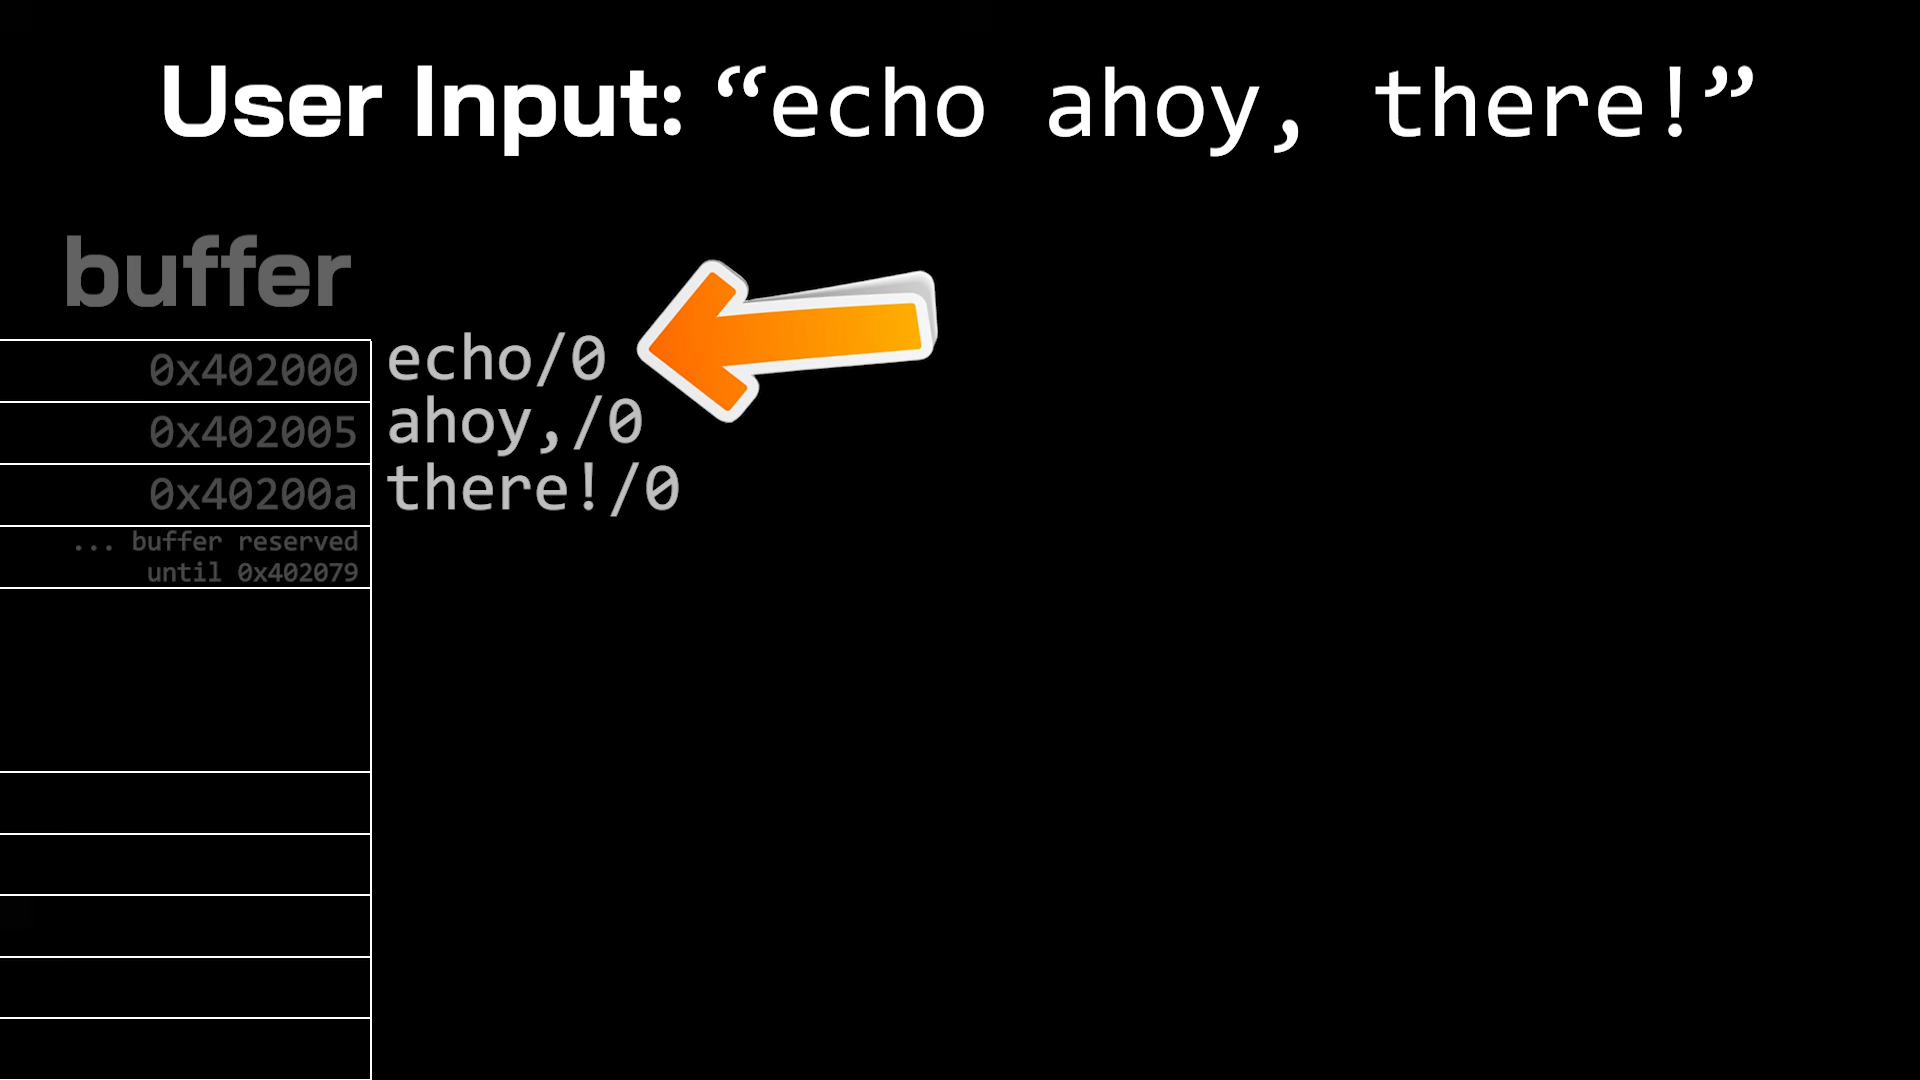 User Input: “echo ahoy, there!”
buffer
0x402000 echo/0
0x402005 ahoy,/0
0x40200a there!/0
... buffer reserved
until 0x402079